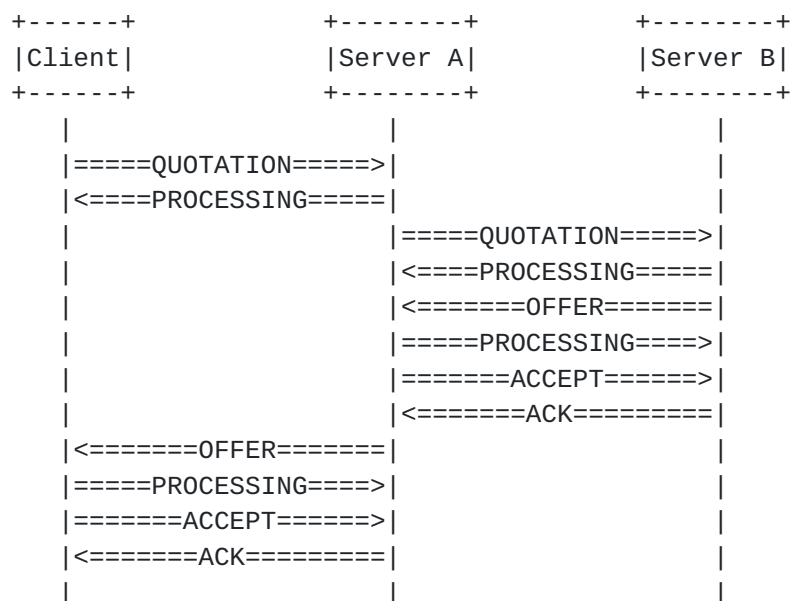 +------+             +--------+          +--------+
|Client|             |Server A|          |Server B|
+------+             +--------+          +--------+
   |                    |                    |
   |=====QUOTATION=====>|                    |
   |<====PROCESSING=====|                    |
   |                    |=====QUOTATION=====>|
   |                    |<====PROCESSING=====|
   |                    |<=======OFFER=======|
   |                    |=====PROCESSING====>|
   |                    |=======ACCEPT======>|
   |                    |<=======ACK=========|
   |<=======OFFER=======|                    |
   |=====PROCESSING====>|                    |
   |=======ACCEPT======>|                    |
   |<=======ACK=========|                    |
   |                    |                    |